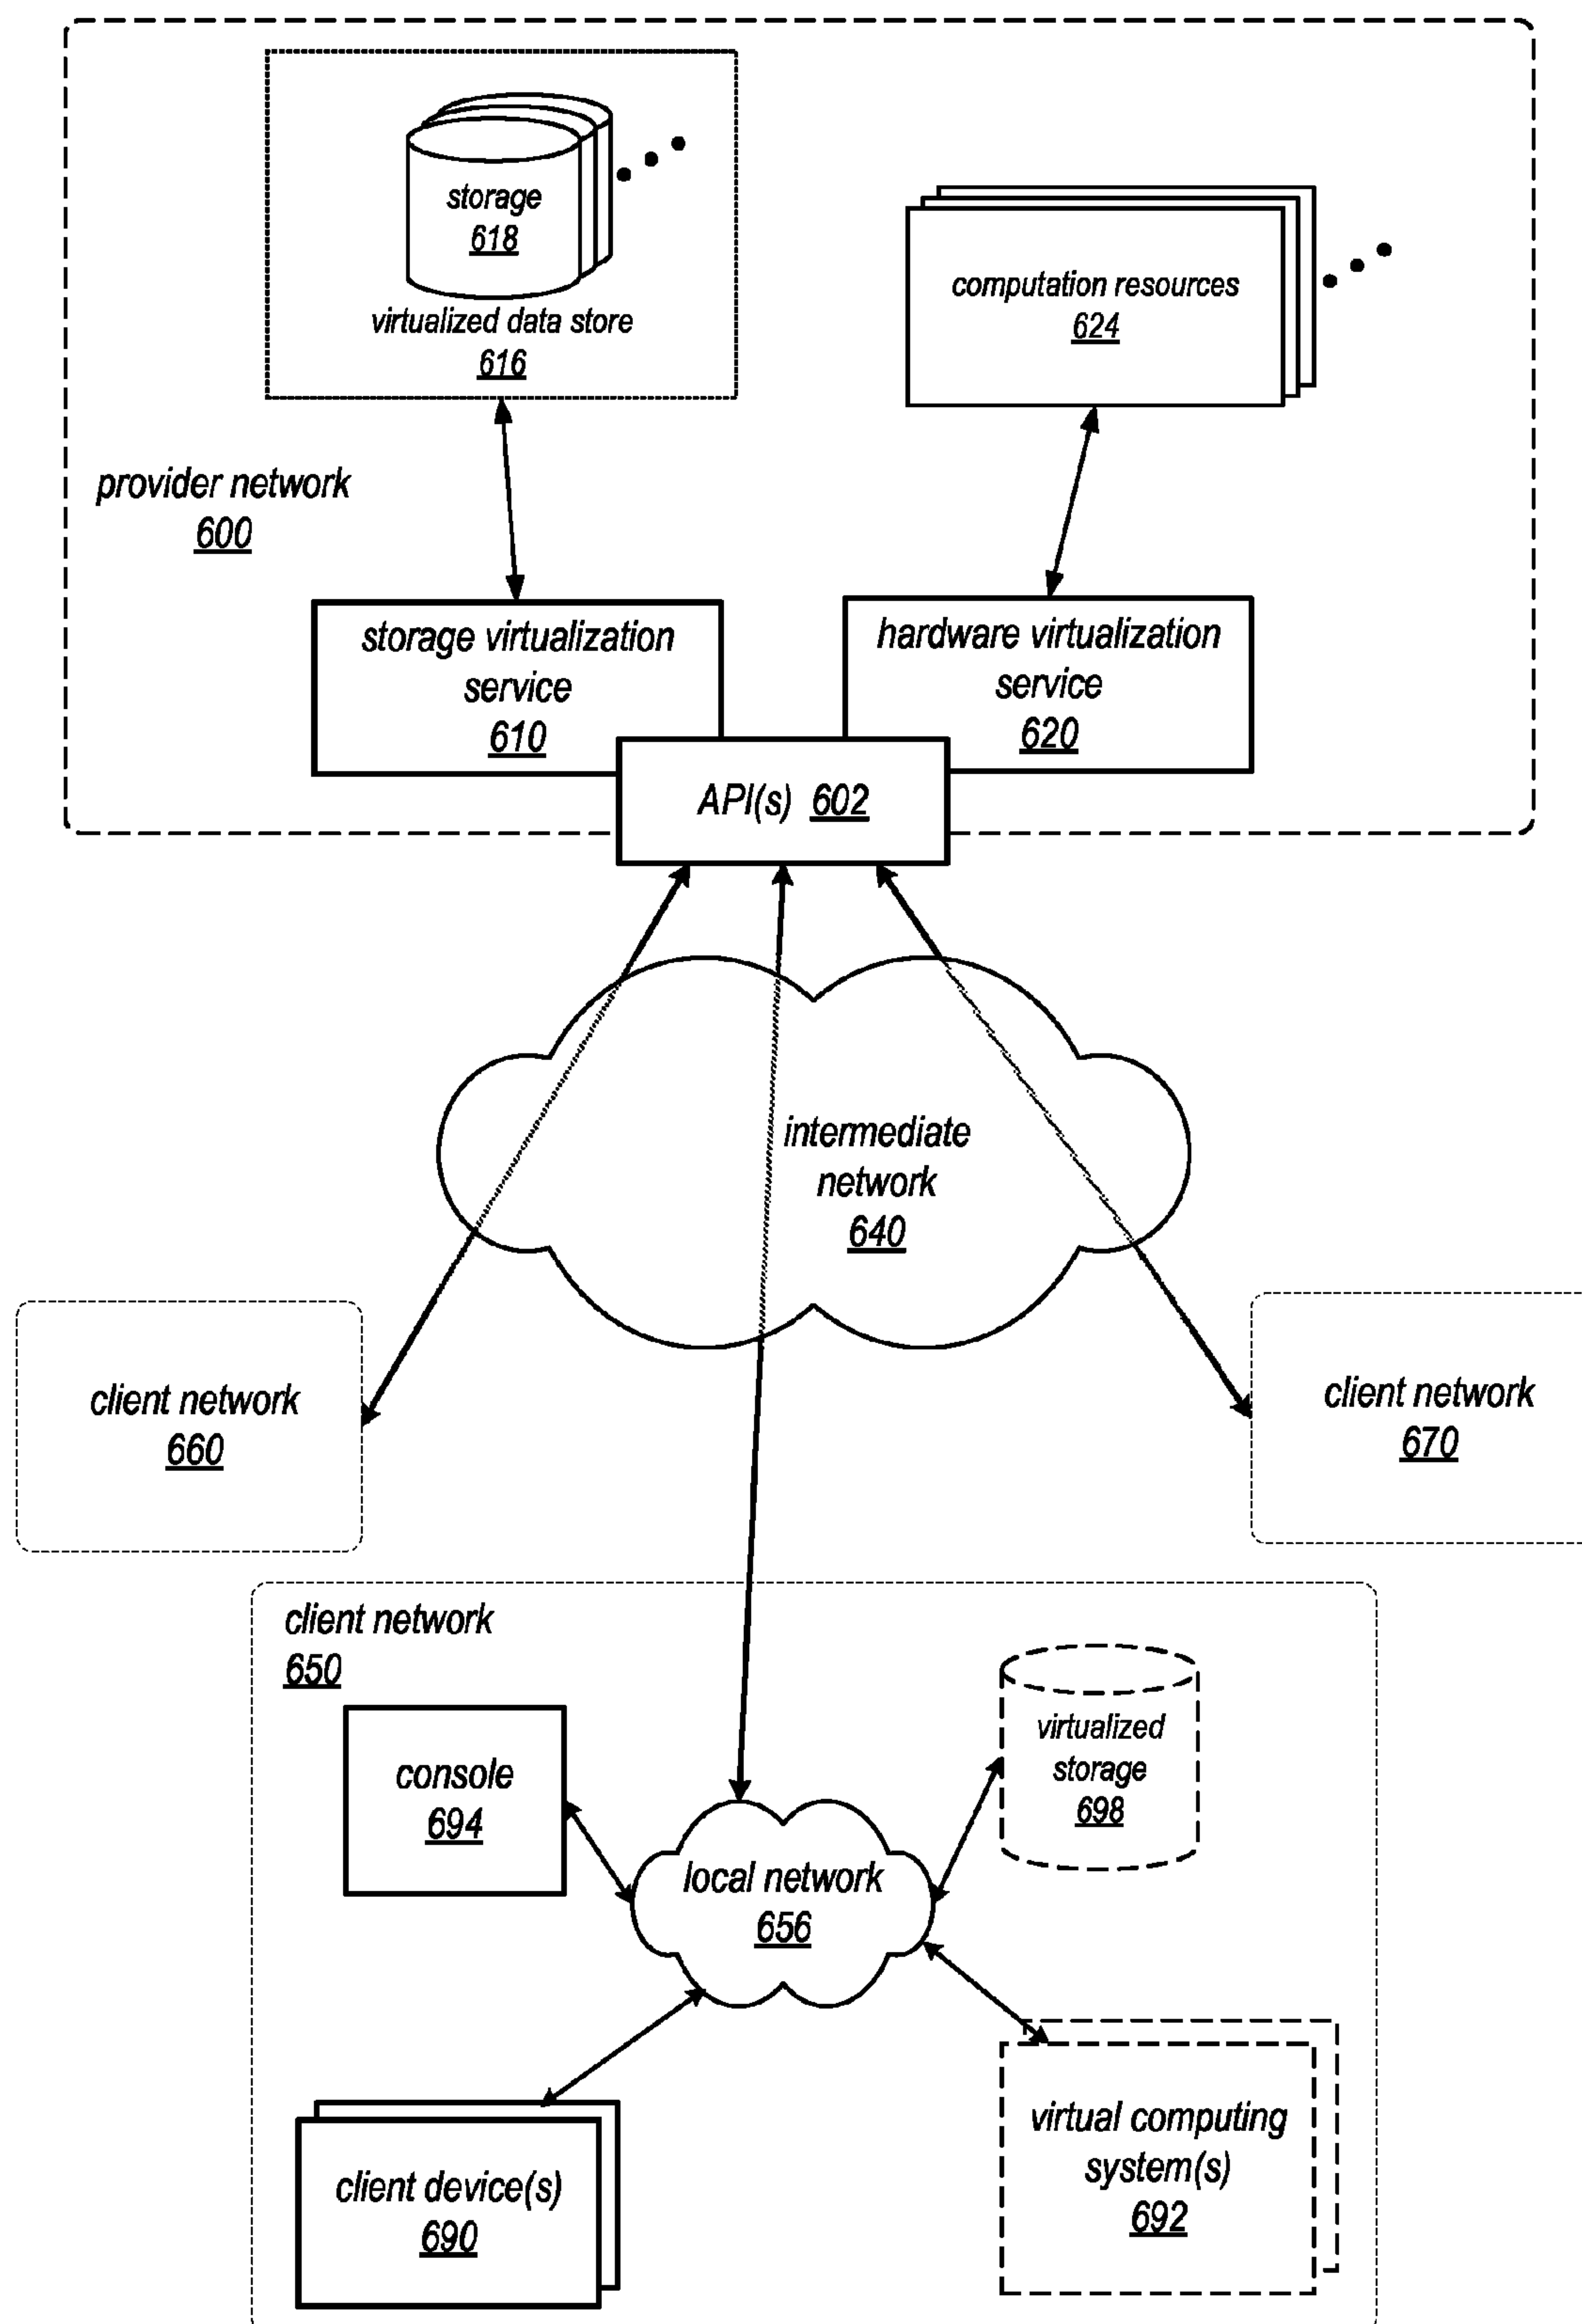 storage
618
virtualized data store
616
computation resources
624
provider network
600
storage virtualization
service
610
hardware virtualization
service
620
API(s) 602
intermediate
network
640
client network
660
client network
670
client network
650
console
694
virtualized
storage
698
local network
656
client device(s)
690
virtual computing
system(s)
692